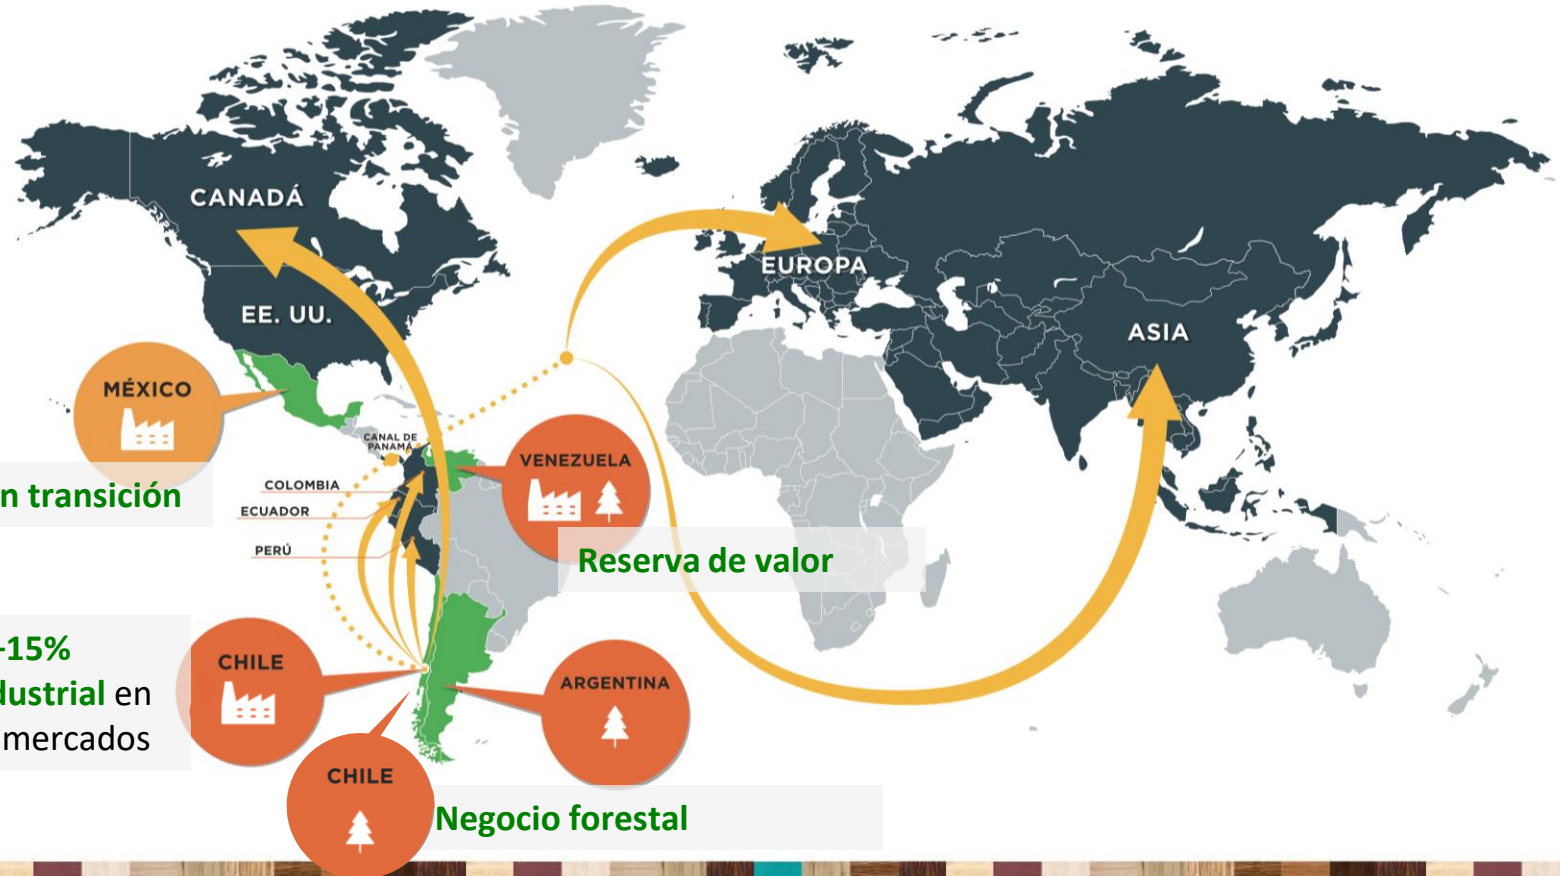 CANADÁ
EE. UU.
EUROPA
ASIA
MÉXICO
CANAL DE
PANAMÁ
COLOMBIA
ECUADOR
PERÚ
VENEZUELA
n transición
Reserva de valor
-15%
dustrial en
mercados
CHILE
ARGENTINA
CHILE
Negocio forestal